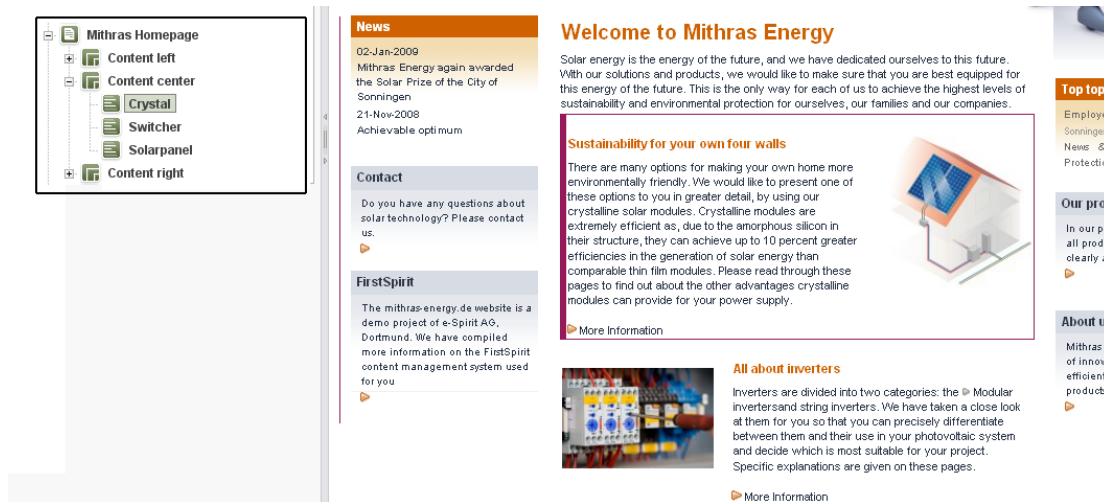 Mithras Homepage
Content left
Content center
Crystal
Switcher
Solarpanel
Content right
News
02-Jan-2009
Mithras Energy again awarded
the Solar Prize of the City of
Sonningen
21-Nov-2008
Achievable optimum
Contact
Do you have any questions about
solar technology? Please contact
us.
FirstSpirit
The mithras-energy.de website is a
demo project of e-Spirit AG,
Dortmund. We have compiled
more information on the FirstSpirit
content management system used
for you
Welcome to Mithras Energy
Solar energy is the energy of the future, and we have dedicated ourselves to this future.
With our solutions and products, we would like to make sure that you are best equipped for
this energy of the future. This is the only way for each of us to achieve the highest levels of
sustainability and environmental protection for ourselves, our families and our companies.
Sustainability for your own four walls
There are many options for making your own home more
environmentally friendly. We would like to present one of
these options to you in greater detail, by using our
crystalline solar modules. Crystalline modules are
extremely efficient as, due to the amorphous silicon in
their structure, they can achieve up to 10 percent greater
efficiencies in the generation of solar energy than
comparable thin film modules. Please read through these
pages to find out about the other advantages crystalline
modules can provide for your power supply.
More Information
All about inverters
Inverters are divided into two categories: the Modular
invertersand string inverters. We have taken a close look
at them for you so that you can precisely differentiate
between them and their use in your photovoltaic system
and decide which is most suitable for your project.
Specific explanations are given on these pages.
More Information
Top top
Employe
Sonninge
News &
Protectio
Our pro
In our p
all prod
clearly a
About u
Mithras
of innov
efficient
products